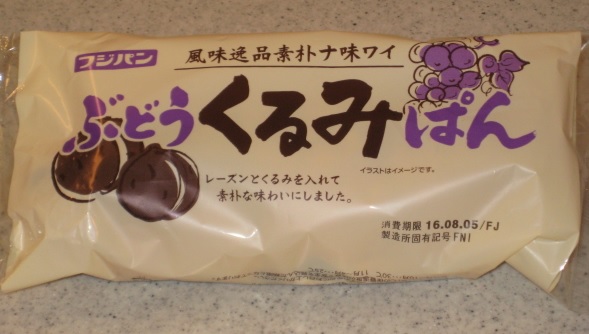 フジパン
風味逸品素朴ナ味ワイ
ぶどうくるみぱん
イラストはイメージです。
レーズンとくるみを入れて
素朴な味わいにしました。
消費期限 16.08.05/FJ
製造所固有記号FNI